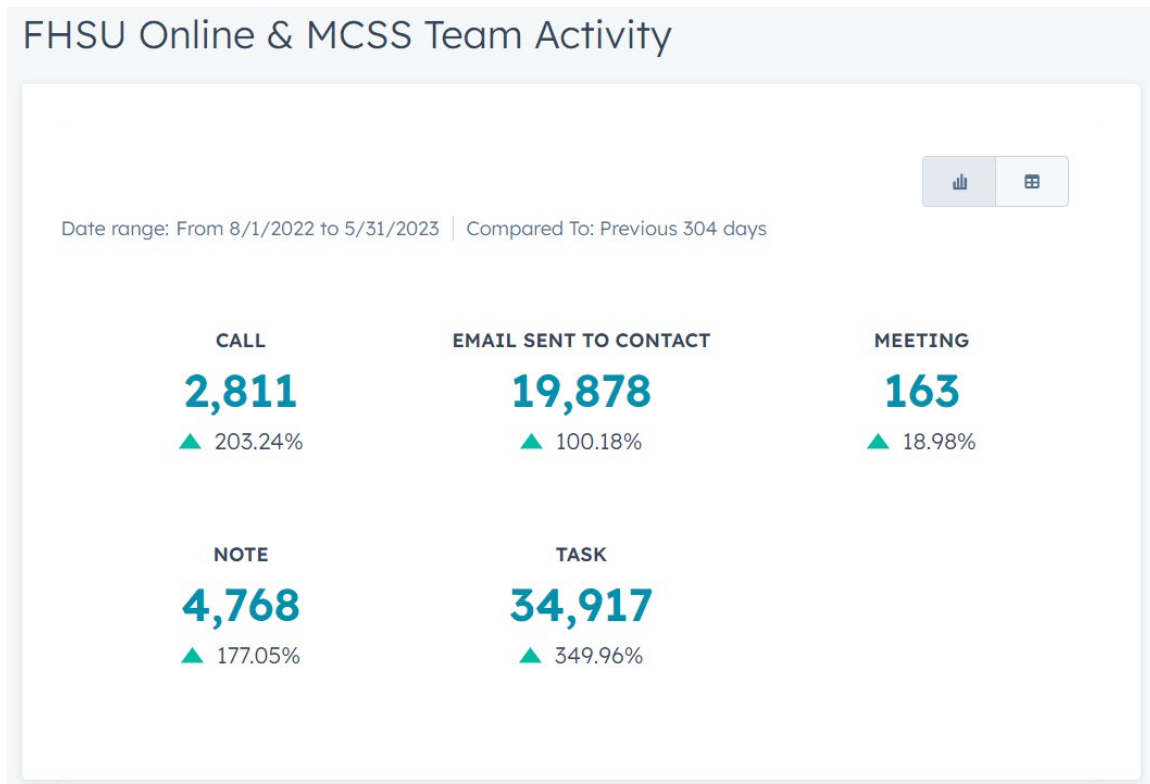 FHSU Online & MCSS Team Activity
Date range: From 8/1/2022 to 5/31/2023 Compared To: Previous 304 days
CALL
2,811
203.24%
EMAIL SENT TO CONTACT
19,878
100.18%
MEETING
163
18.98%
NOTE
4,768
177.05%
TASK
34,917
349.96%